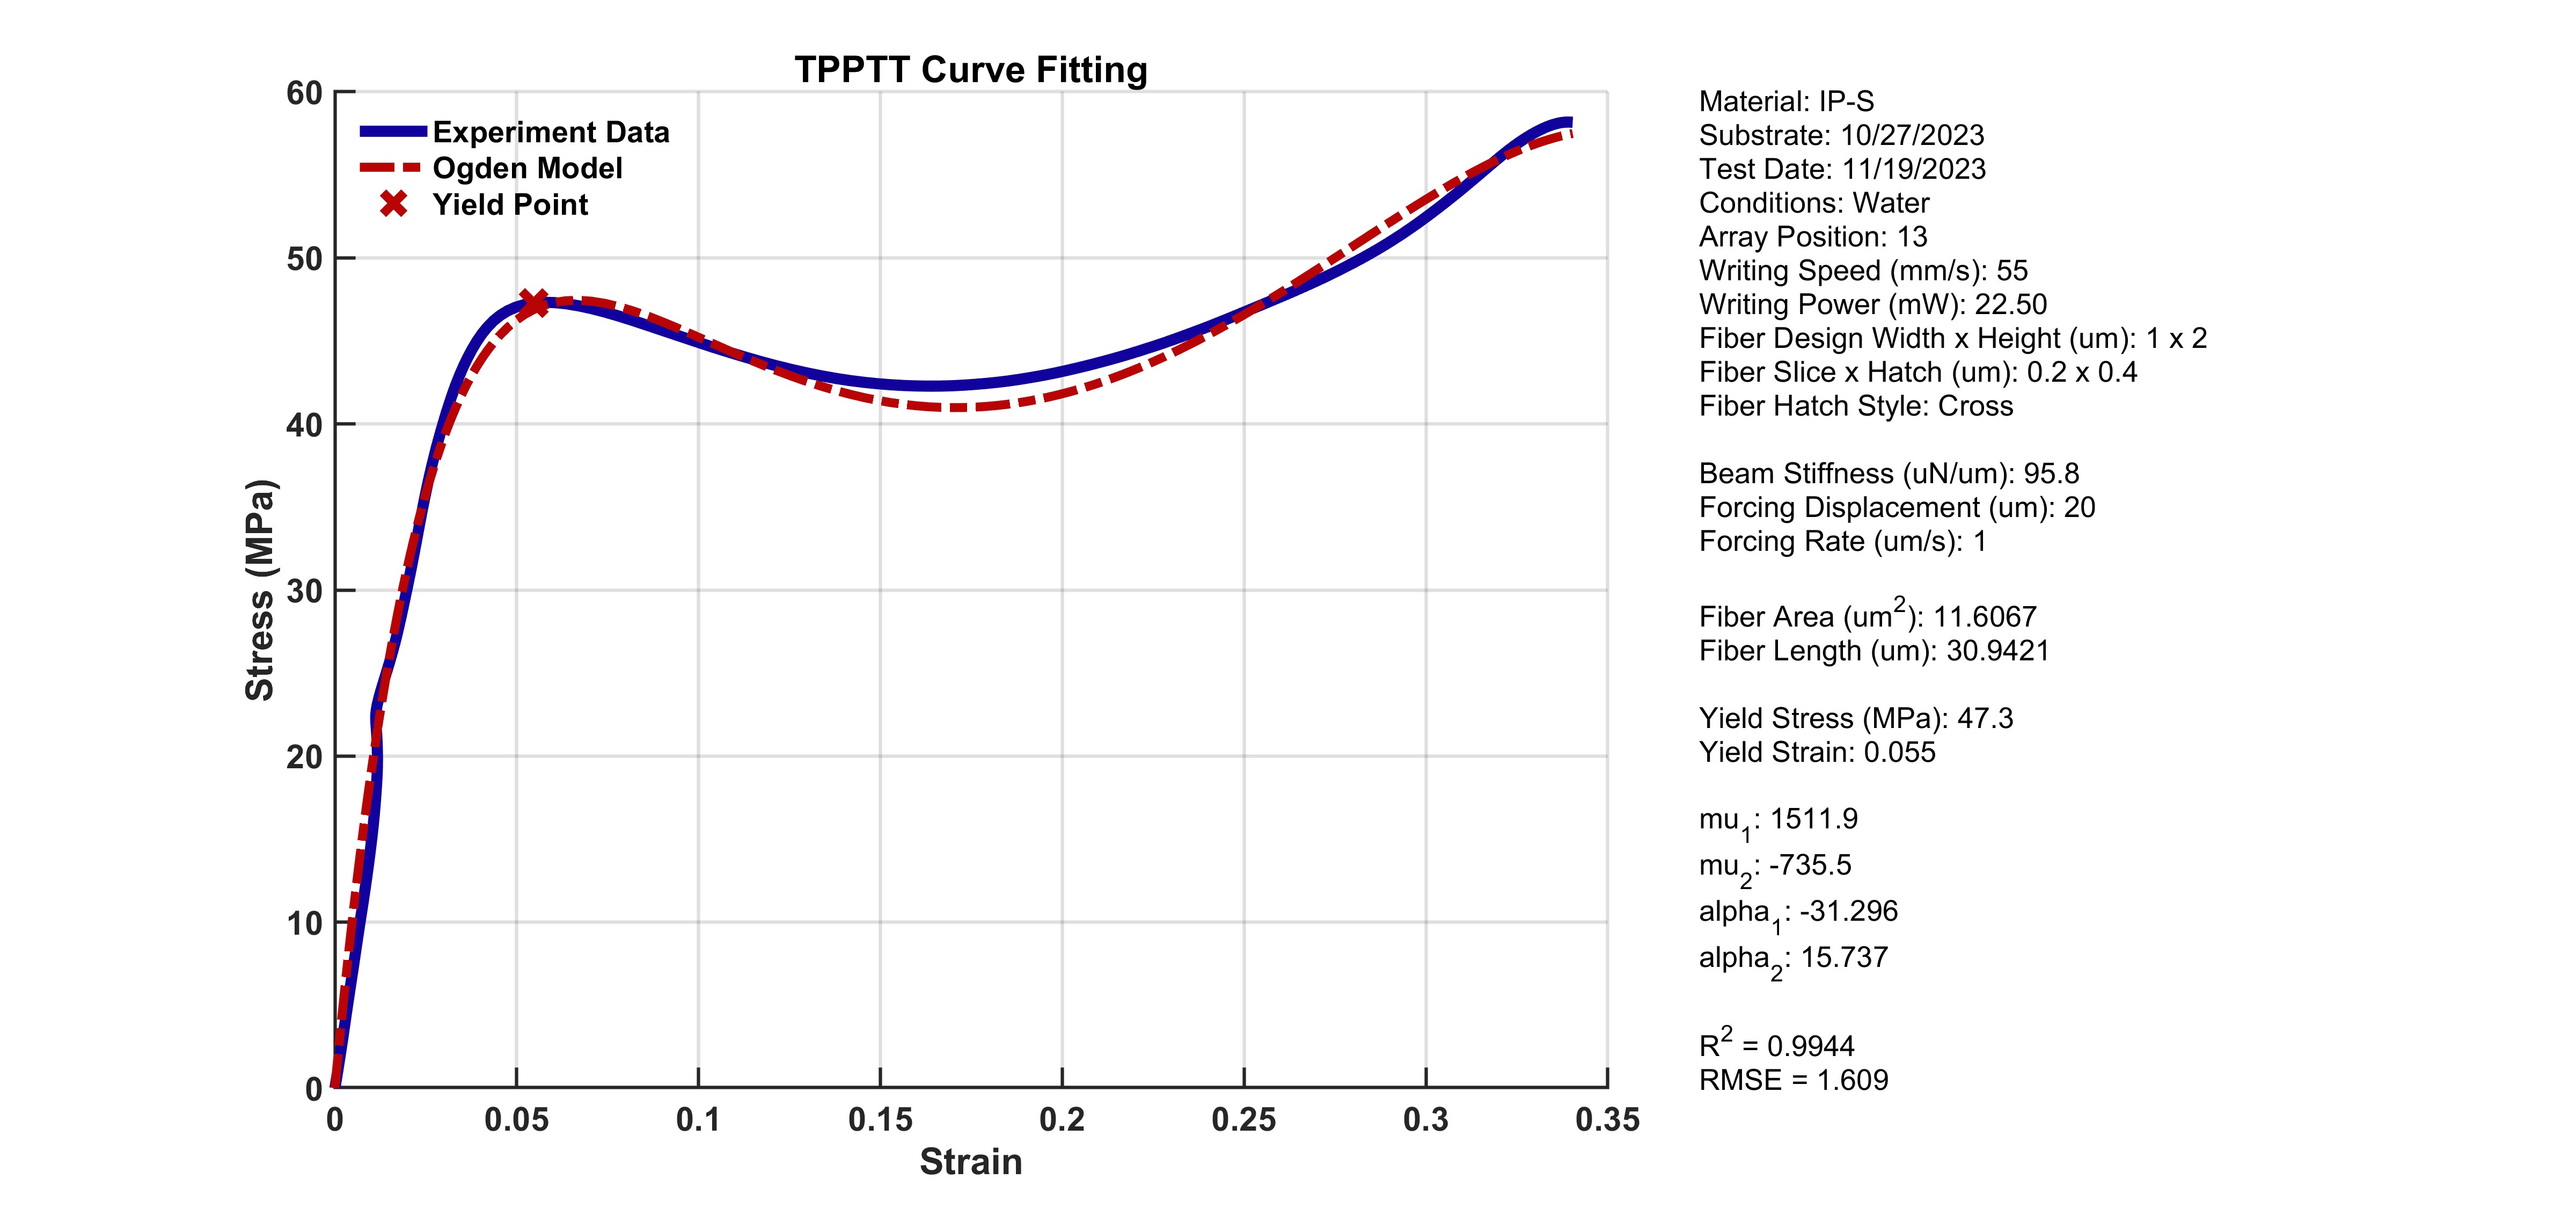 TPPTT Curve Fitting
60
50
40
30
20
10
0
Stress (MPa)
Experiment Data
Ogden Model
Yield Point
0 0.05 0.1 0.15 0.2 0.25 0.3 0.35
Strain
Material: IP-S
Substrate: 10/27/2023
Test Date: 11/19/2023
Conditions: Water
Array Position: 13
Writing Speed (mm/s): 55
Writing Power (mW): 22.50
Fiber Design Width x Height (um): 1 x 2
Fiber Slice x Hatch (um): 0.2 x 0.4
Fiber Hatch Style: Cross
Beam Stiffness (uN/um): 95.8
Forcing Displacement (um): 20
Forcing Rate (um/s): 1
Fiber Area (um²): 11.6067
Fiber Length (um): 30.9421
Yield Stress (MPa): 47.3
Yield Strain: 0.055
mu₁: 1511.9
mu₂: -735.5
alpha₁: -31.296
alpha₂: 15.737
R² = 0.9944
RMSE = 1.609